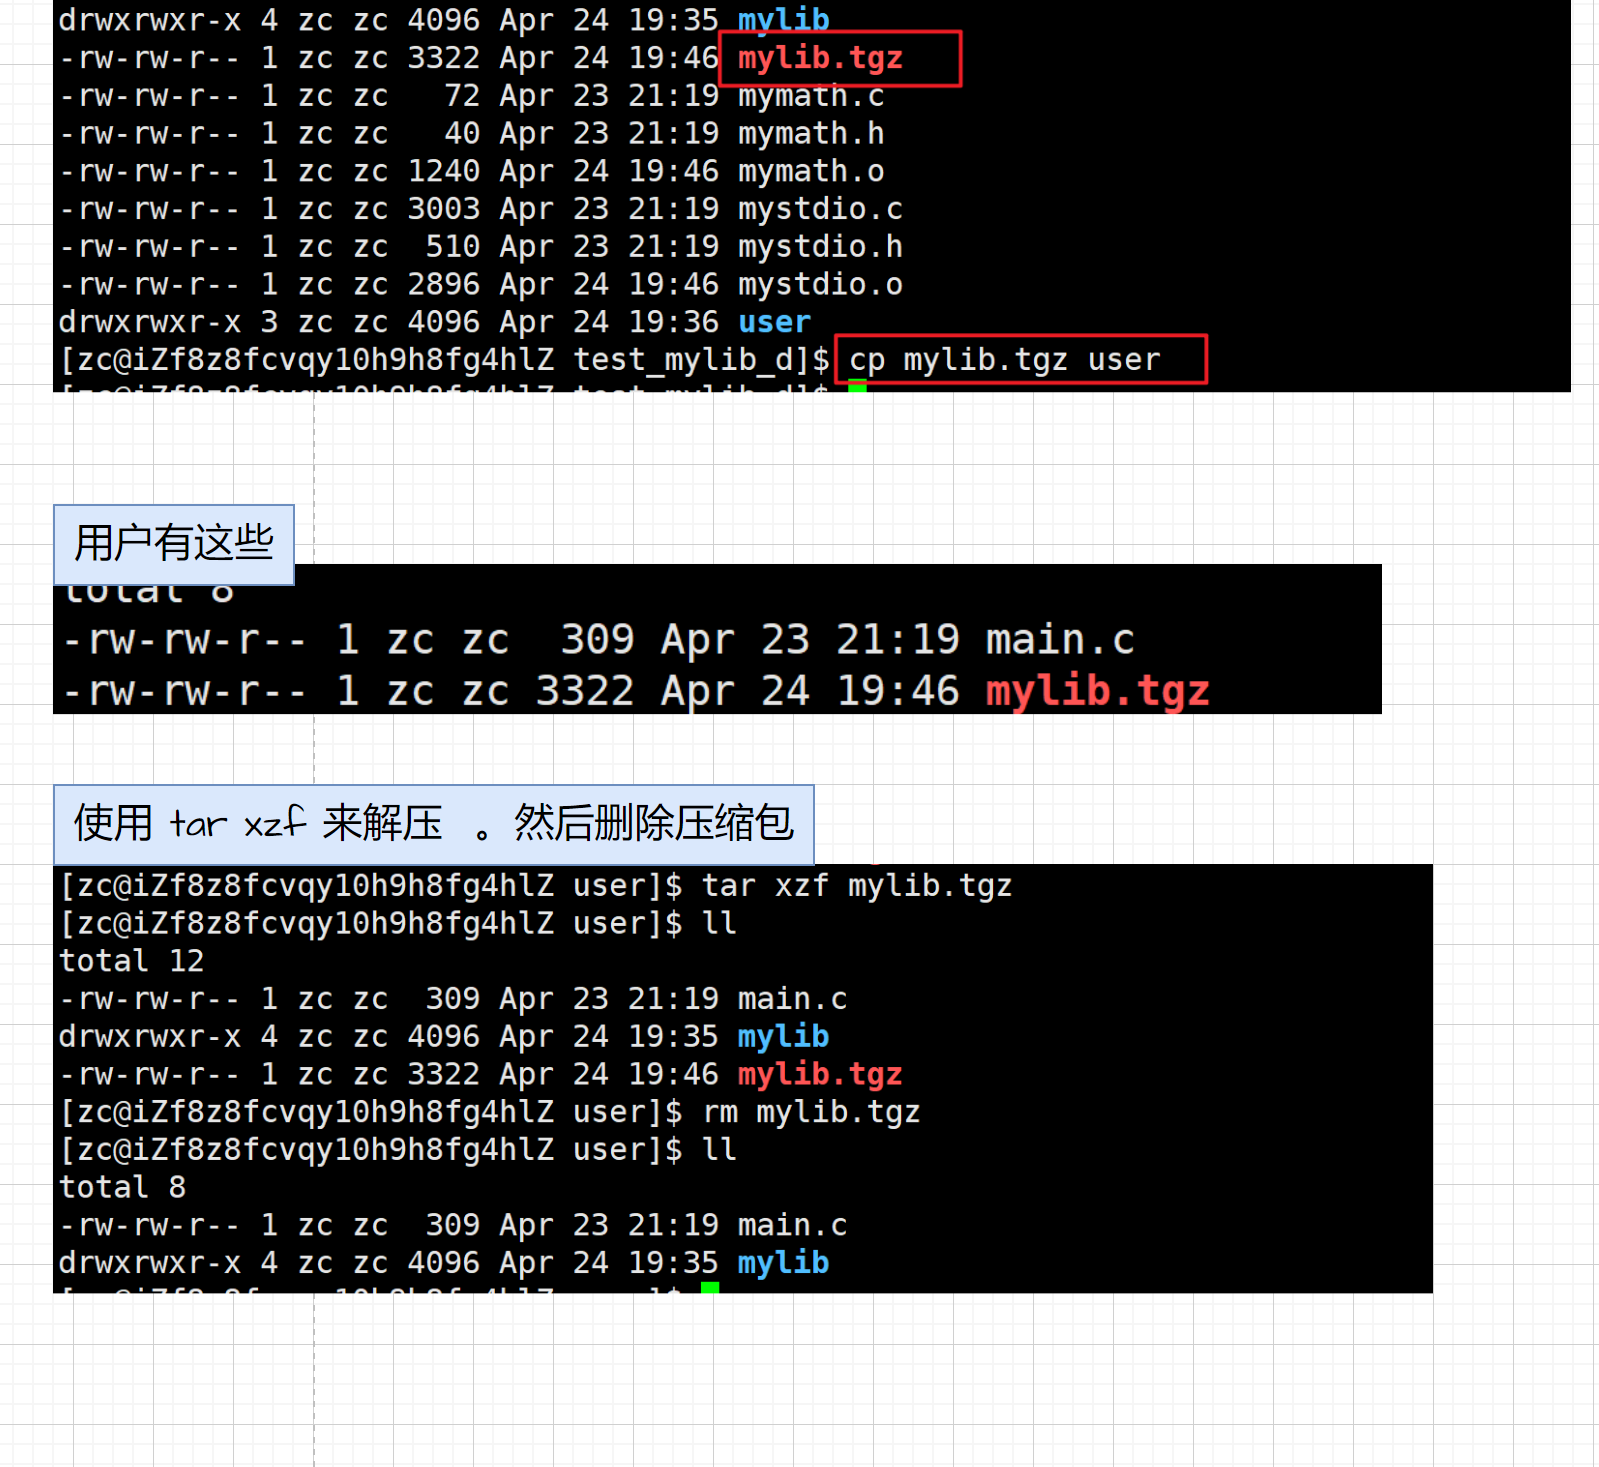 drwxrwxr-x 4 zc zc 4096 Apr 24 19:35 mylib
-rw-rw-r-- 1 zc zc 3322 Apr 24 19:46 mylib.tgz
-rw-rw-r-- 1 zc zc   72 Apr 23 21:19 mymath.c
-rw-rw-r-- 1 zc zc   40 Apr 23 21:19 mymath.h
-rw-rw-r-- 1 zc zc 1240 Apr 24 19:46 mymath.o
-rw-rw-r-- 1 zc zc 3003 Apr 23 21:19 mystdio.c
-rw-rw-r-- 1 zc zc  510 Apr 23 21:19 mystdio.h
-rw-rw-r-- 1 zc zc 2896 Apr 24 19:46 mystdio.o
drwxrwxr-x 3 zc zc 4096 Apr 24 19:36 user
[zc@iZf8z8fcvqy10h9h8fg4hlZ test_mylib_d]$ cp mylib.tgz user
[zc@iZf8z8fcvqy10h9h8fg4hlZ test_mylib_d]$
用户有这些
total 8
-rw-rw-r-- 1 zc zc  309 Apr 23 21:19 main.c
-rw-rw-r-- 1 zc zc 3322 Apr 24 19:46 mylib.tgz
使用 tar xzf 来解压 。然后删除压缩包
[zc@iZf8z8fcvqy10h9h8fg4hlZ user]$ tar xzf mylib.tgz
[zc@iZf8z8fcvqy10h9h8fg4hlZ user]$ ll
total 12
-rw-rw-r-- 1 zc zc  309 Apr 23 21:19 main.c
drwxrwxr-x 4 zc zc 4096 Apr 24 19:35 mylib
-rw-rw-r-- 1 zc zc 3322 Apr 24 19:46 mylib.tgz
[zc@iZf8z8fcvqy10h9h8fg4hlZ user]$ rm mylib.tgz
[zc@iZf8z8fcvqy10h9h8fg4hlZ user]$ ll
total 8
-rw-rw-r-- 1 zc zc  309 Apr 23 21:19 main.c
drwxrwxr-x 4 zc zc 4096 Apr 24 19:35 mylib